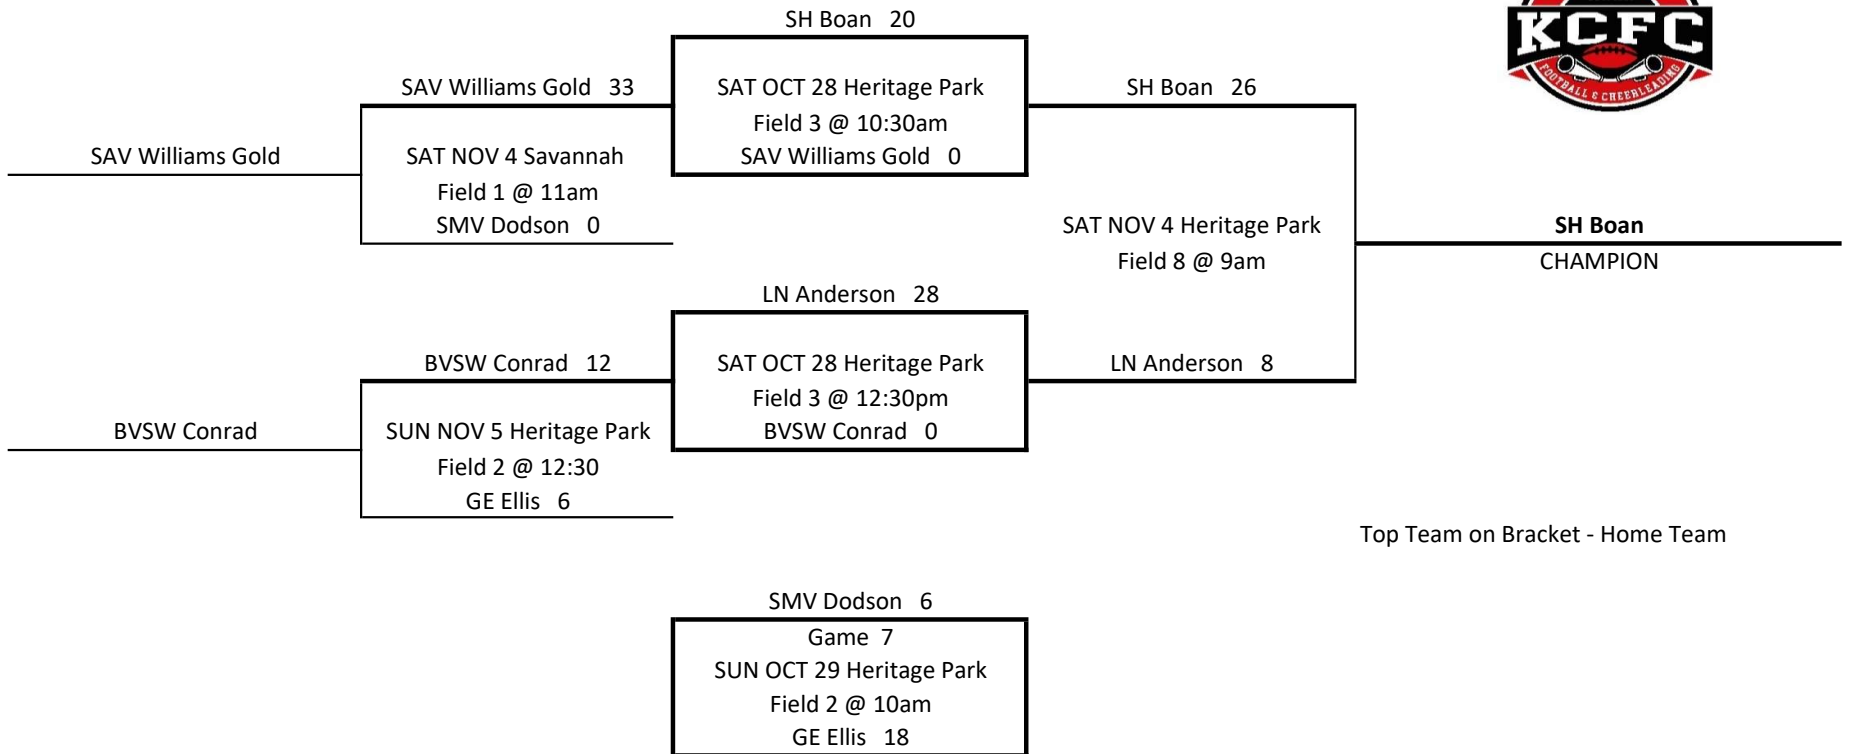 SH Boan 20
KCFC
FOOTBALL & CHEERLEADING
SAV Williams Gold 33
SAT OCT 28 Heritage Park
SH Boan 26
Field 3 @ 10:30am
SAV Williams Gold
SAT NOV 4 Savannah
SAV Williams Gold 0
Field 1 @ 11am
SMV Dodson 0
SAT NOV 4 Heritage Park
SH Boan
Field 8 @ 9am
CHAMPION
LN Anderson 28
BVSW Conrad 12
SAT OCT 28 Heritage Park
LN Anderson 8
Field 3 @ 12:30pm
BVSW Conrad
SUN NOV 5 Heritage Park
BVSW Conrad 0
Field 2 @ 12:30
GE Ellis 6
Top Team on Bracket - Home Team
SMV Dodson 6
Game 7
SUN OCT 29 Heritage Park
Field 2 @ 10am
GE Ellis 18